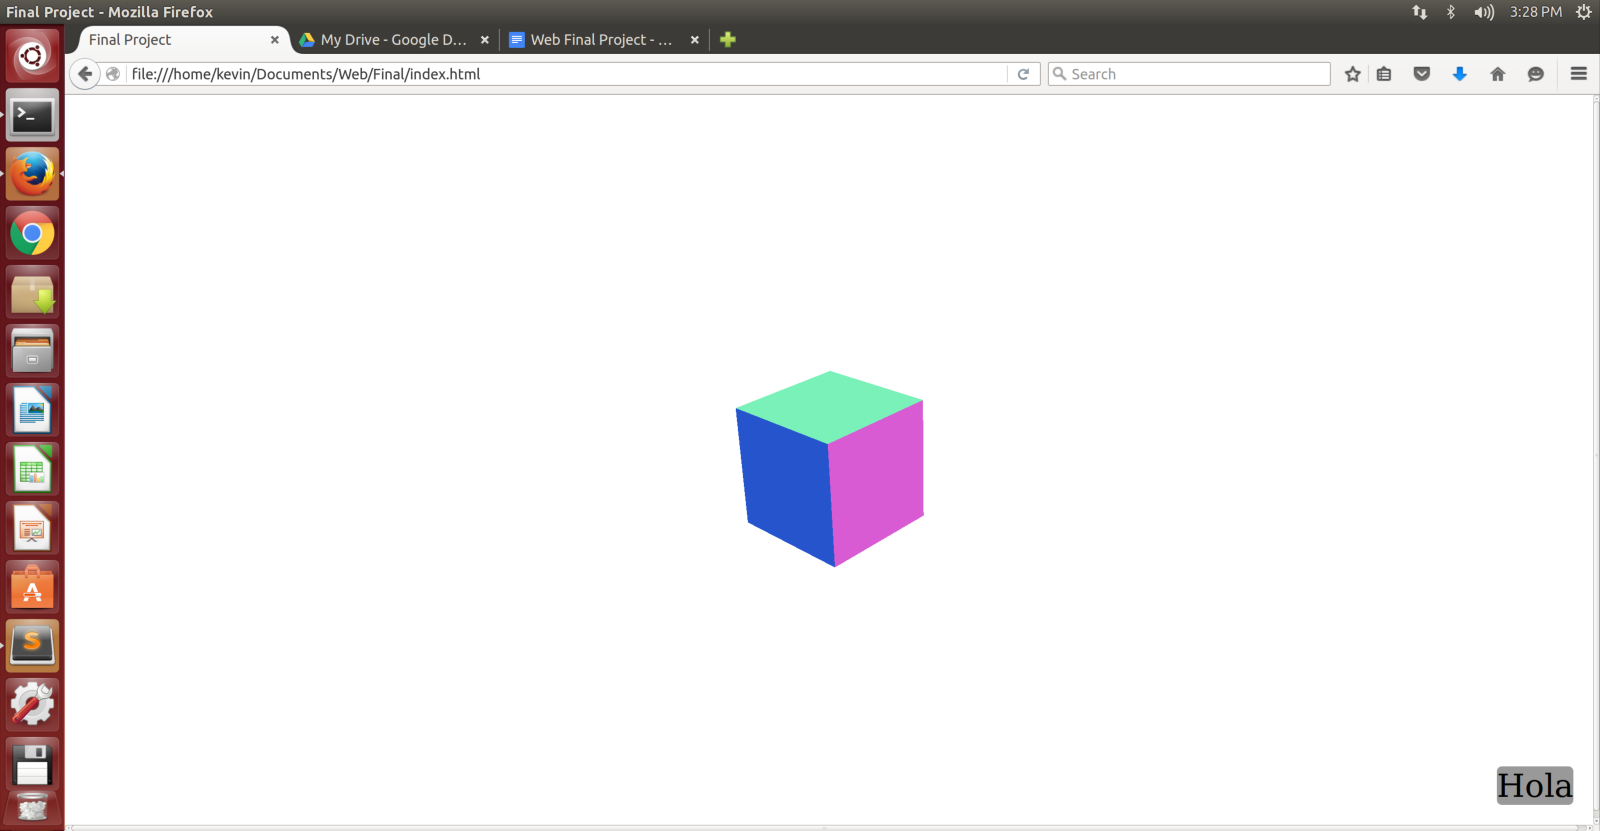 Final Project - Mozilla Firefox
3:28 PM
Final Project
My Drive - Google D...
Web Final Project - ...
file:///home/kevin/Documents/Web/Final/index.html
Search
Hola